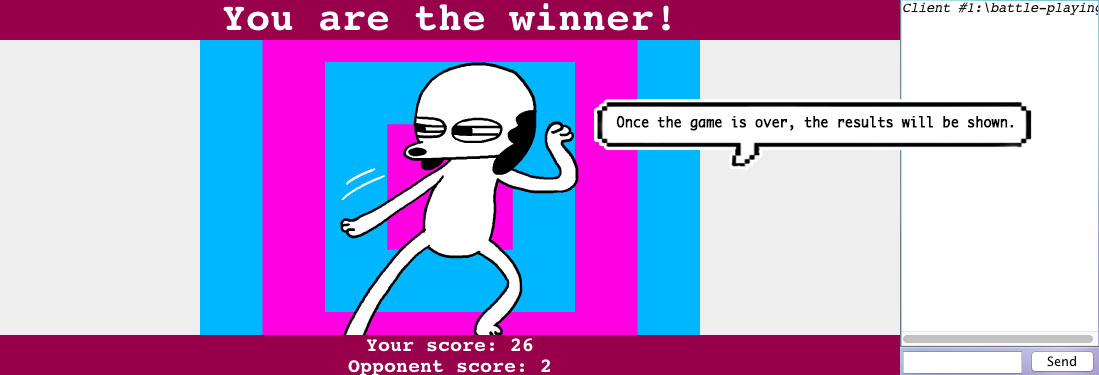 You are the winner!
Client #1:\battle-playing
Once the game is over, the results will be shown.
Your score: 26
Opponent score: 2
Send